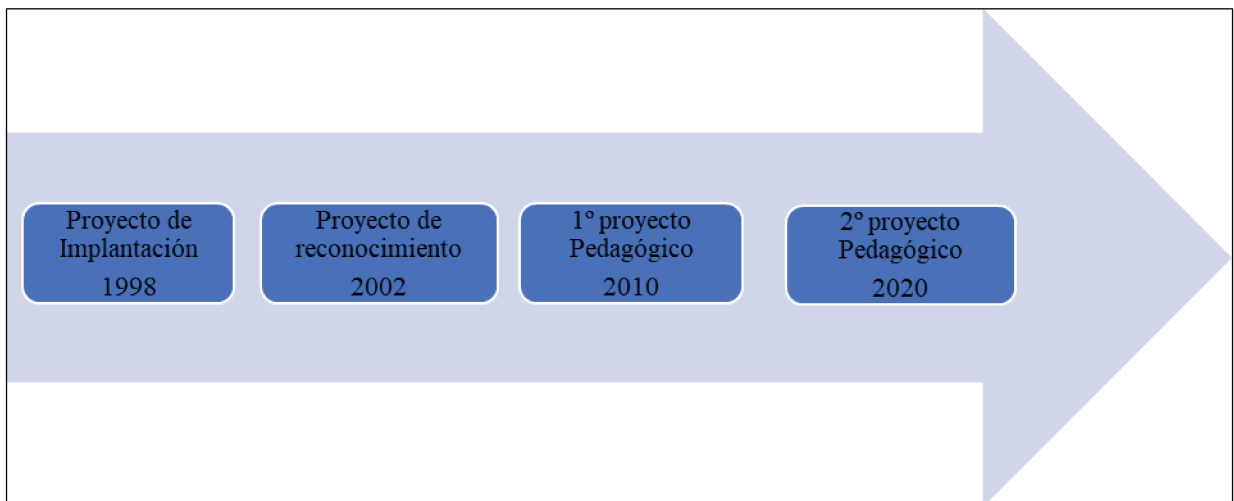 Proyecto de
Implantación
1998
Proyecto de
reconocimiento
2002
1º proyecto
Pedagógico
2010
2º proyecto
Pedagógico
2020